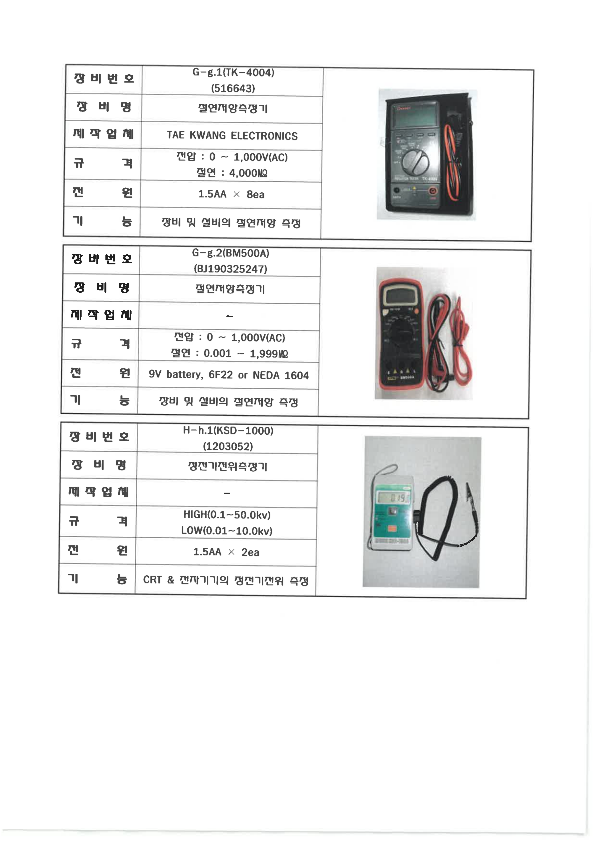 장 비 번 호 G-g.1(TK-4004)
(516643)
장 비 명 절연저항측정기
제 작 업 체 TAE KWANG ELECTRONICS
규 격 전압 : 0 ~ 1,000V(AC)
절연 : 4,000㏁
전 원 1.5AA × 8ea
기 능 장비 및 설비의 절연저항 측정
장 비 번 호 G-g.2(BM500A)
(BJ190325247)
장 비 명 절연저항측정기
제 작 업 체 -
규 격 전압 : 0 ~ 1,000V(AC)
절연 : 0.001 ~ 1,999㏁
전 원 9V battery, 6F22 or NEDA 1604
기 능 장비 및 설비의 절연저항 측정
장 비 번 호 H-h.1(KSD-1000)
(1203052)
장 비 명 정전기전위측정기
제 작 업 체 -
규 격 HIGH(0.1~50.0kv)
LOW(0.01~10.0kv)
전 원 1.5AA × 2ea
기 능 CRT & 전자기기의 정전기전위 측정